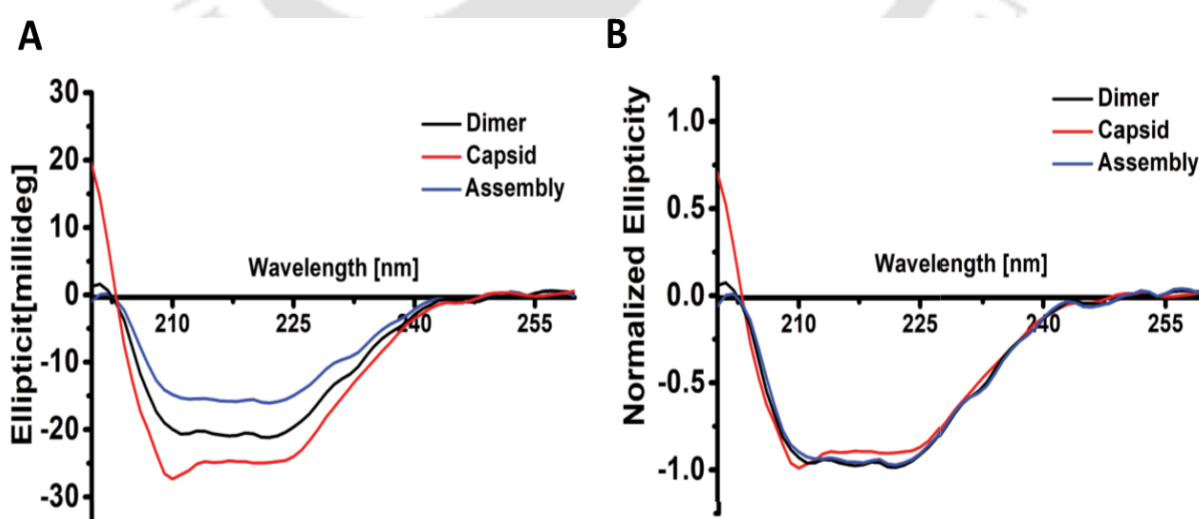 A
Ellipticit[millideg]
30
20
10
0
-10
-20
-30
Dimer
Capsid
Assembly
Wavelength [nm]
210
225
240
255
B
Normalized Ellipticity
1.0
0.5
0.0
-0.5
-1.0
Dimer
Capsid
Assembly
Wavelength [nm]
210
225
240
255